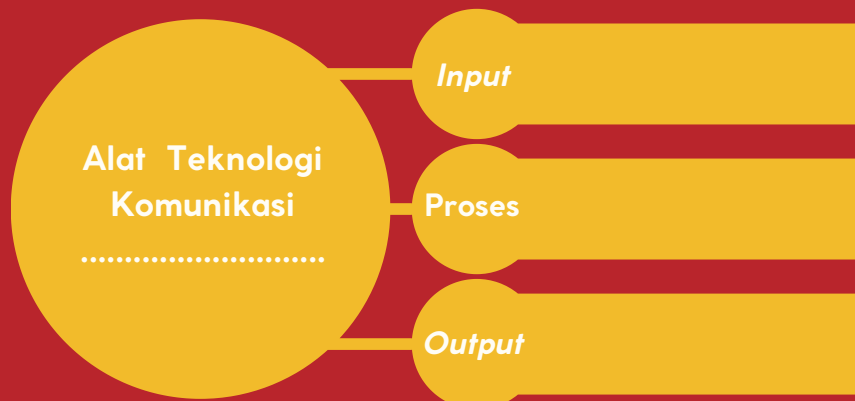 Alat Teknologi
Komunikasi
............................
Input
Proses
Output